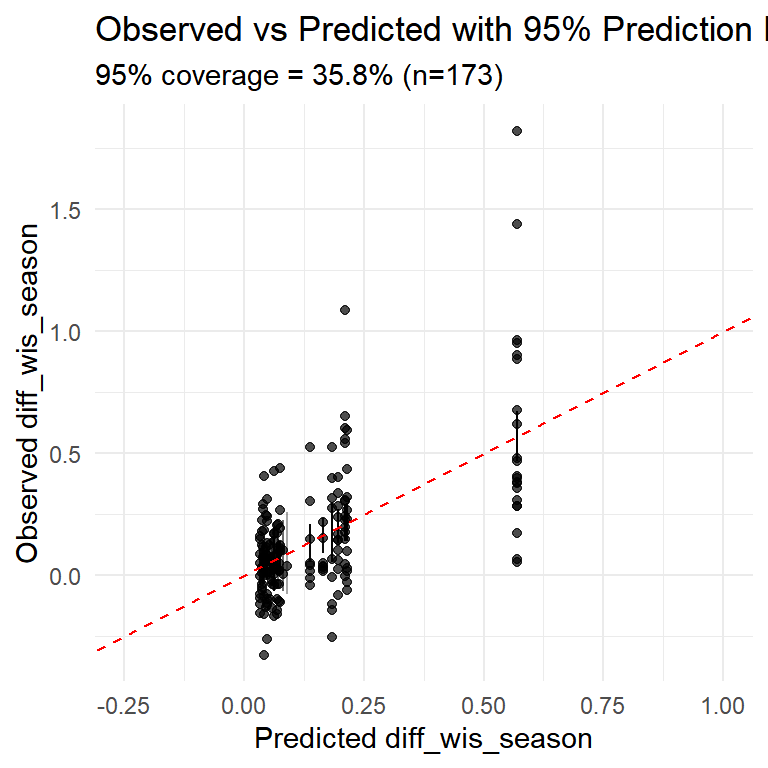 Observed vs Predicted with 95% Prediction
95% coverage = 35.8% (n=173)
Observed diff_wis_season
1.5
1.0
0.5
0.0
-0.25 0.00 0.25 0.50 0.75 1.00
Predicted diff_wis_season